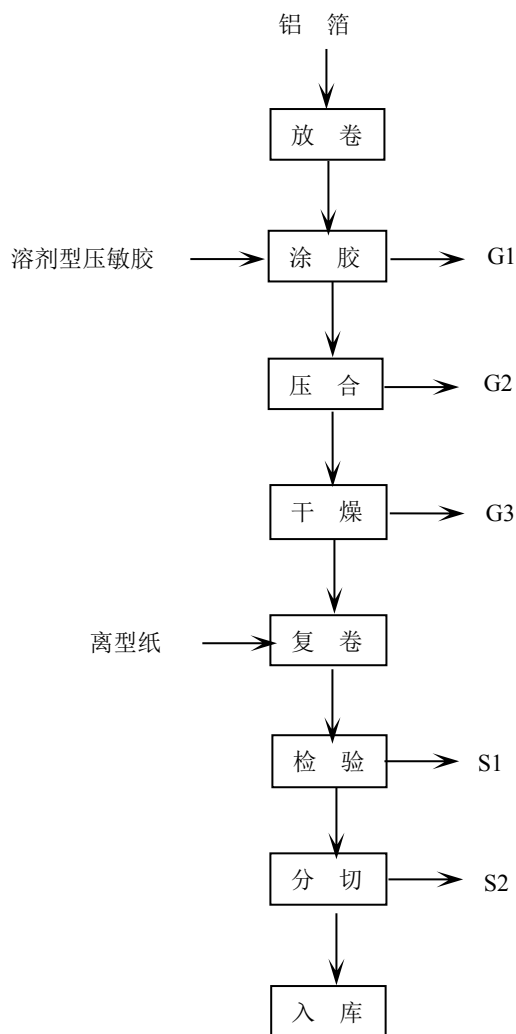 铝 箔
放 卷
溶剂型压敏胶 涂 胶 G1
压 合 G2
干 燥 G3
离型纸 复 卷
检 验 S1
分 切 S2
入 库